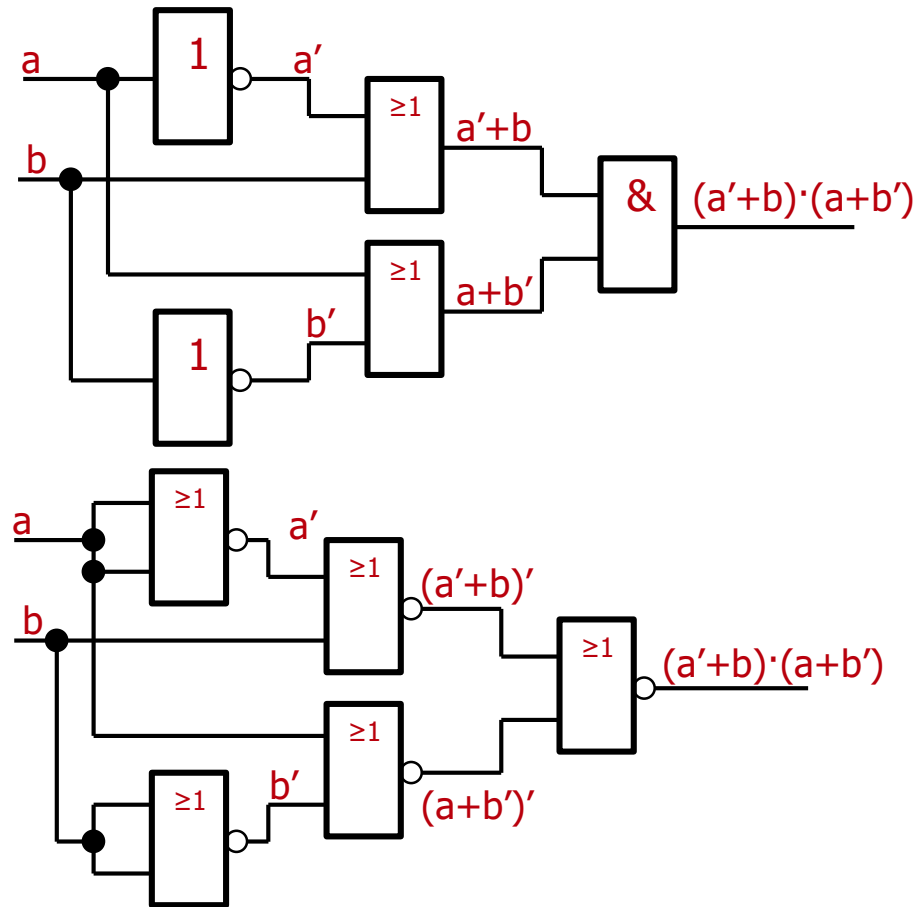 a
1
a′
≥1
a′+b
b
&
(a′+b)·(a+b′)
≥1
a+b′
b′
1
≥1
a
a′
≥1
(a′+b)′
b
≥1
(a′+b)·(a+b′)
≥1
b′
(a+b′)′
≥1